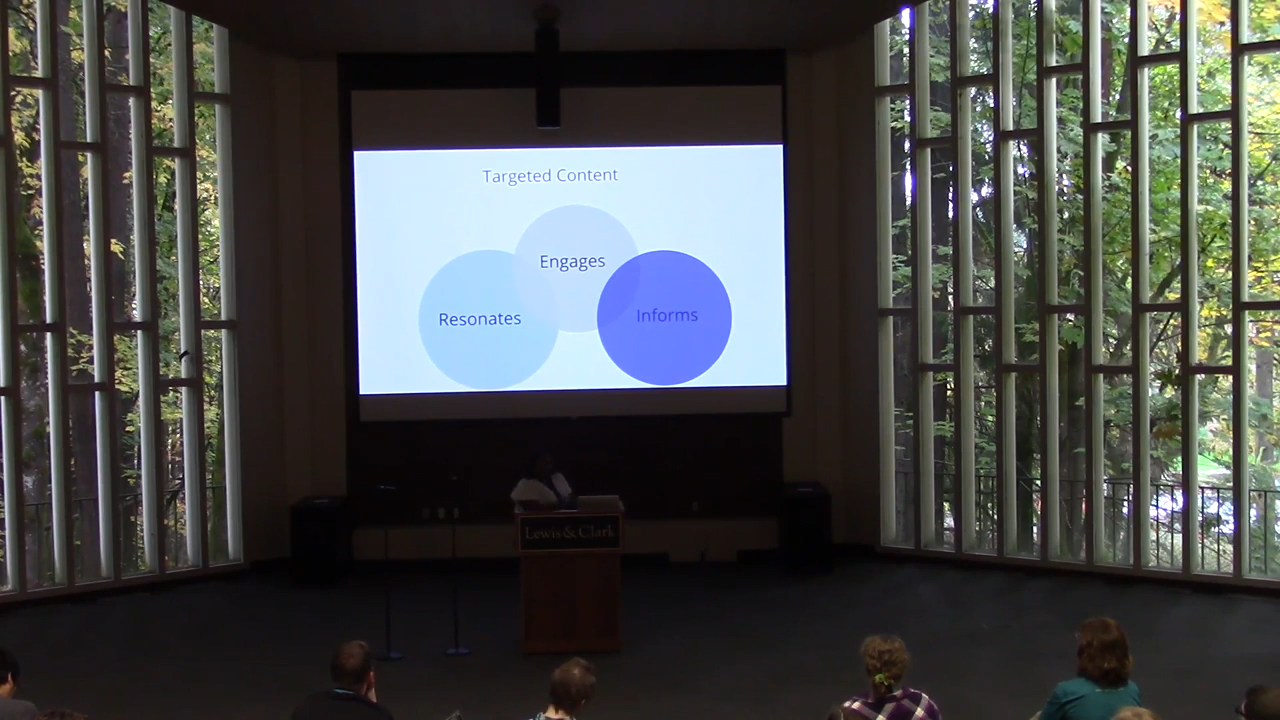 Targeted Content
Engages
Resonates
Informs
Lewis & Clark